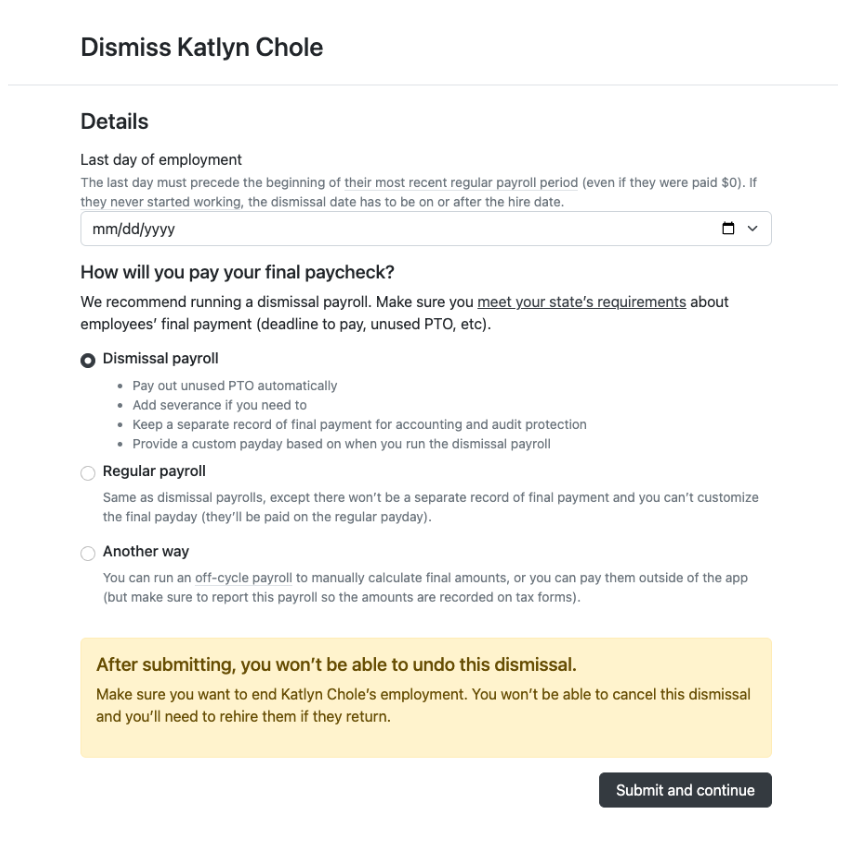 Dismiss Katlyn Chole
Details
Last day of employment
The last day must precede the beginning of their most recent regular payroll period (even if they were paid $0). If
they never started working, the dismissal date has to be on or after the hire date.
mm/dd/yyyy
How will you pay your final paycheck?
We recommend running a dismissal payroll. Make sure you meet your state’s requirements about
employees’ final payment (deadline to pay, unused PTO, etc).
Dismissal payroll
• Pay out unused PTO automatically
• Add severance if you need to
• Keep a separate record of final payment for accounting and audit protection
• Provide a custom payday based on when you run the dismissal payroll
Regular payroll
Same as dismissal payrolls, except there won’t be a separate record of final payment and you can’t customize
the final payday (they’ll be paid on the regular payday).
Another way
You can run an off-cycle payroll to manually calculate final amounts, or you can pay them outside of the app
(but make sure to report this payroll so the amounts are recorded on tax forms).
After submitting, you won’t be able to undo this dismissal.
Make sure you want to end Katlyn Chole’s employment. You won’t be able to cancel this dismissal
and you’ll need to rehire them if they return.
Submit and continue